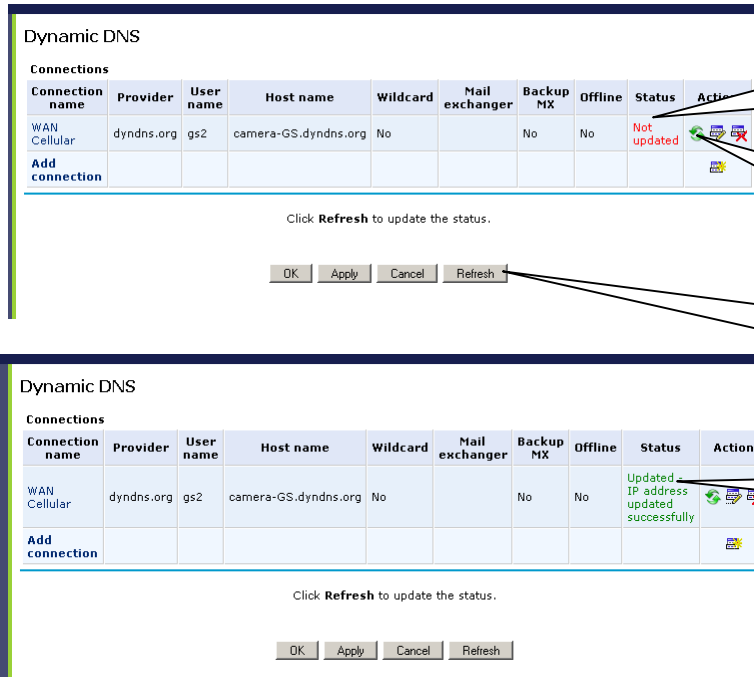 Dynamic DNS
Connections
Connection name Provider User name Host name Wildcard Mail exchanger Backup MX Offline Status Action
WAN Cellular dyndns.org gs2 camera-GS.dyndns.org No No No Not updated
Add connection
Click Refresh to update the status.
OK Apply Cancel Refresh
Dynamic DNS
Connections
Connection name Provider User name Host name Wildcard Mail exchanger Backup MX Offline Status Action
WAN Cellular dyndns.org gs2 camera-GS.dyndns.org No No No Updated - IP address updated successfully
Add connection
Click Refresh to update the status.
OK Apply Cancel Refresh